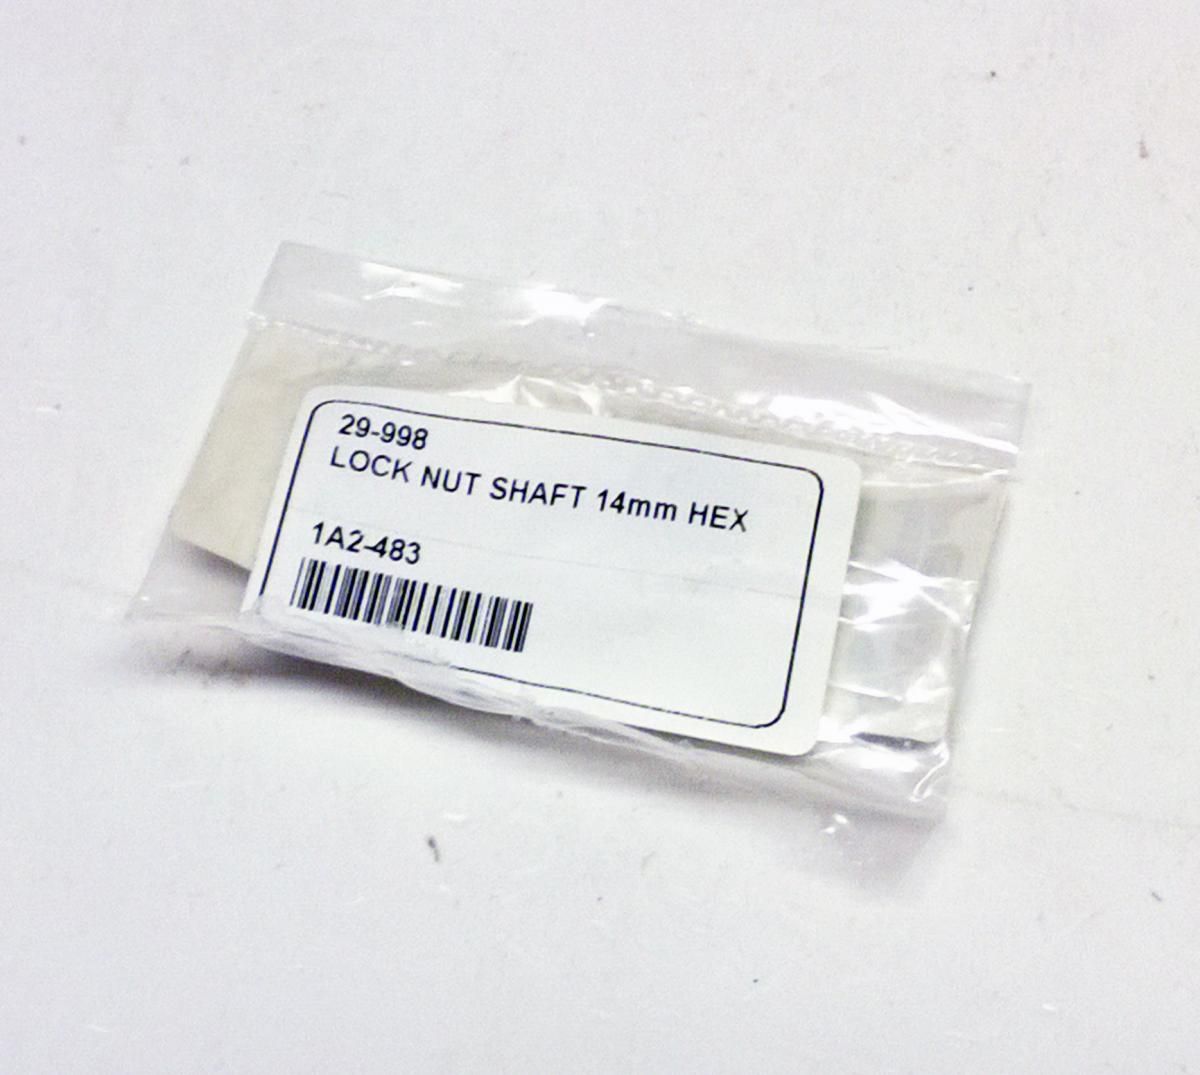 29-998
LOCK NUT SHAFT 14mm HEX
1A2-483